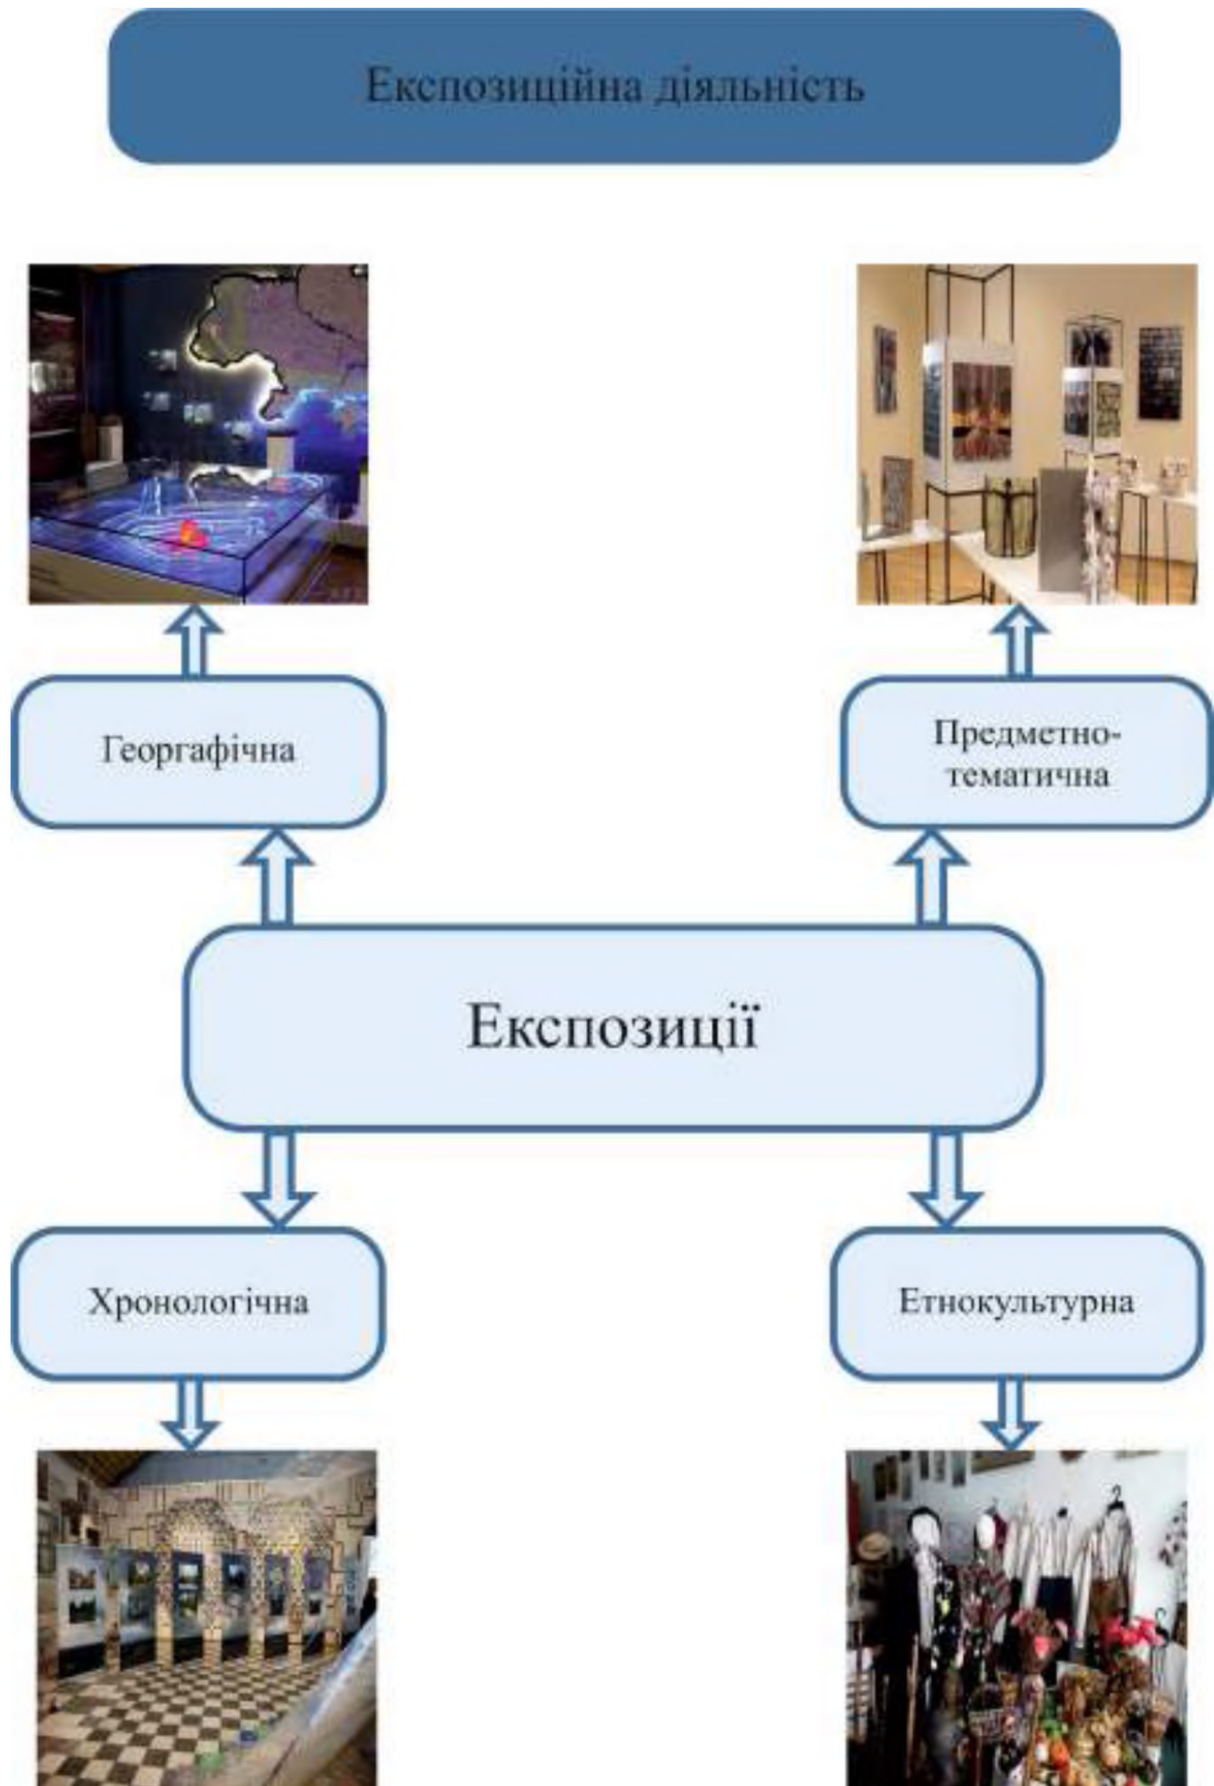 Експозиційна діяльність
Георгафічна
Предметно-
тематична
Експозиції
Хронологічна
Етнокультурна